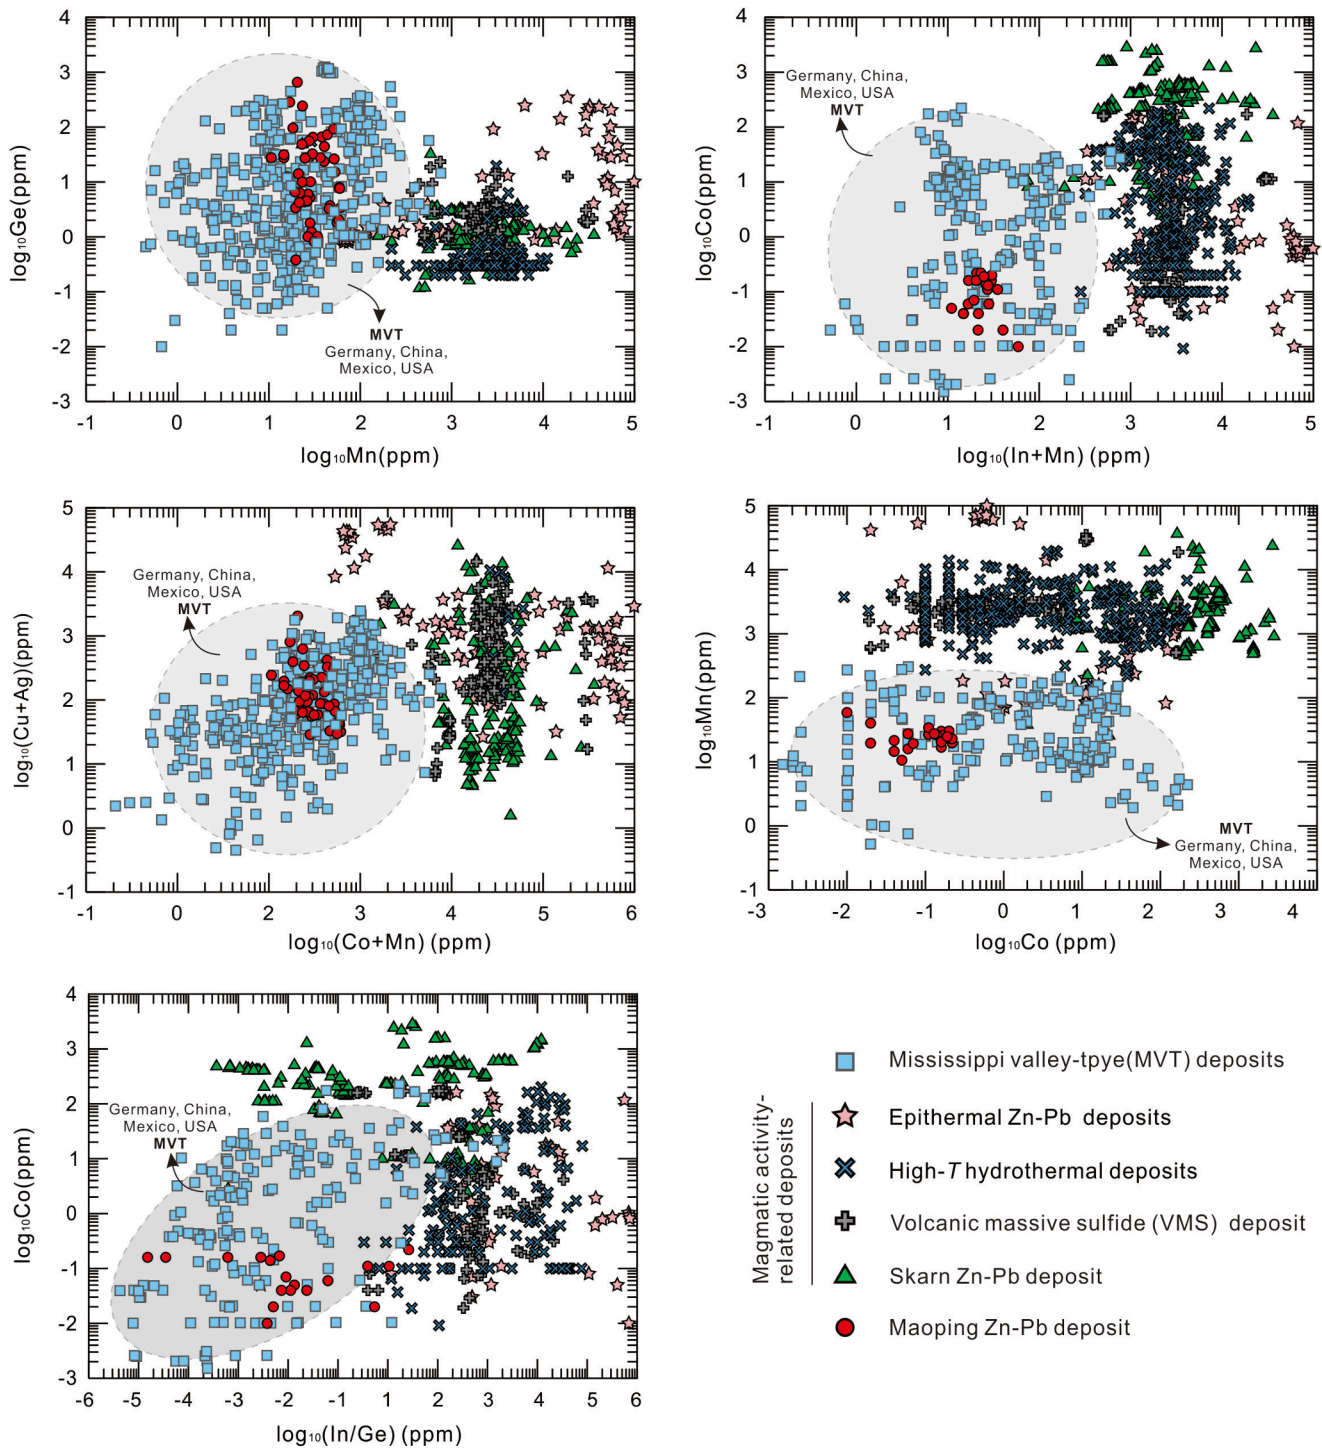 4
3
2
1
0
-1
-2
-3
log₁₀Ge(ppm)
-1
0
1
2
3
4
5
log₁₀Mn(ppm)
MVT
Germany, China,
Mexico, USA
4
3
2
1
0
-1
-2
-3
log₁₀Co(ppm)
-1
0
1
2
3
4
5
log₁₀(In+Mn) (ppm)
Germany, China,
Mexico, USA
MVT
5
4
3
2
1
0
-1
log₁₀(Cu+Ag)(ppm)
-1
0
2
3
4
5
6
log₁₀(Co+Mn) (ppm)
Germany, China,
Mexico, USA
MVT
5
4
3
2
1
0
-1
log₁₀Mn(ppm)
-3
-2
-1
0
1
2
3
4
log₁₀Co (ppm)
MVT
Germany, China,
Mexico, USA
4
3
2
1
0
-1
-2
-3
log₁₀Co(ppm)
-6
-5
-4
-3
-2
-1
1
2
3
4
5
6
log₁₀(In/Ge) (ppm)
Germany, China,
Mexico, USA
MVT
Mississippi valley-tpye(MVT) deposits
Magmatic activity-
related deposits
Epithermal Zn-Pb deposits
High-T hydrothermal deposits
Volcanic massive sulfide (VMS) deposit
Skarn Zn-Pb deposit
Maoping Zn-Pb deposit